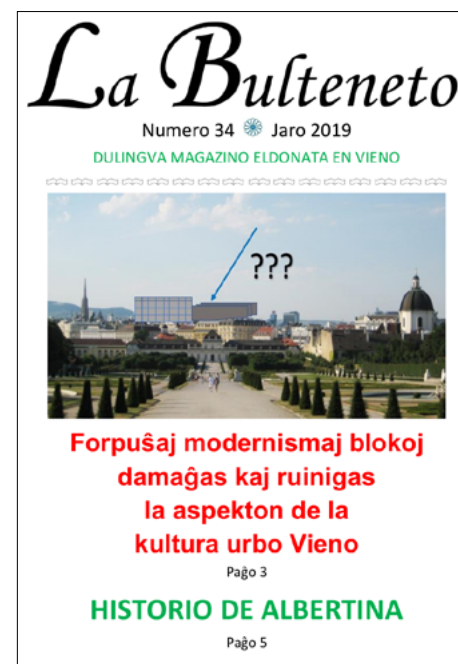 La Bulteneto
Numero 34 Jaro 2019
DULINGVA MAGAZINO ELDONATA EN VIENO
???
Forpuŝaj modernismaj blokoj
damaĝas kaj ruinigas
la aspekton de la
kultura urbo Vieno
Paĝo 3
HISTORIO DE ALBERTINA
Paĝo 5